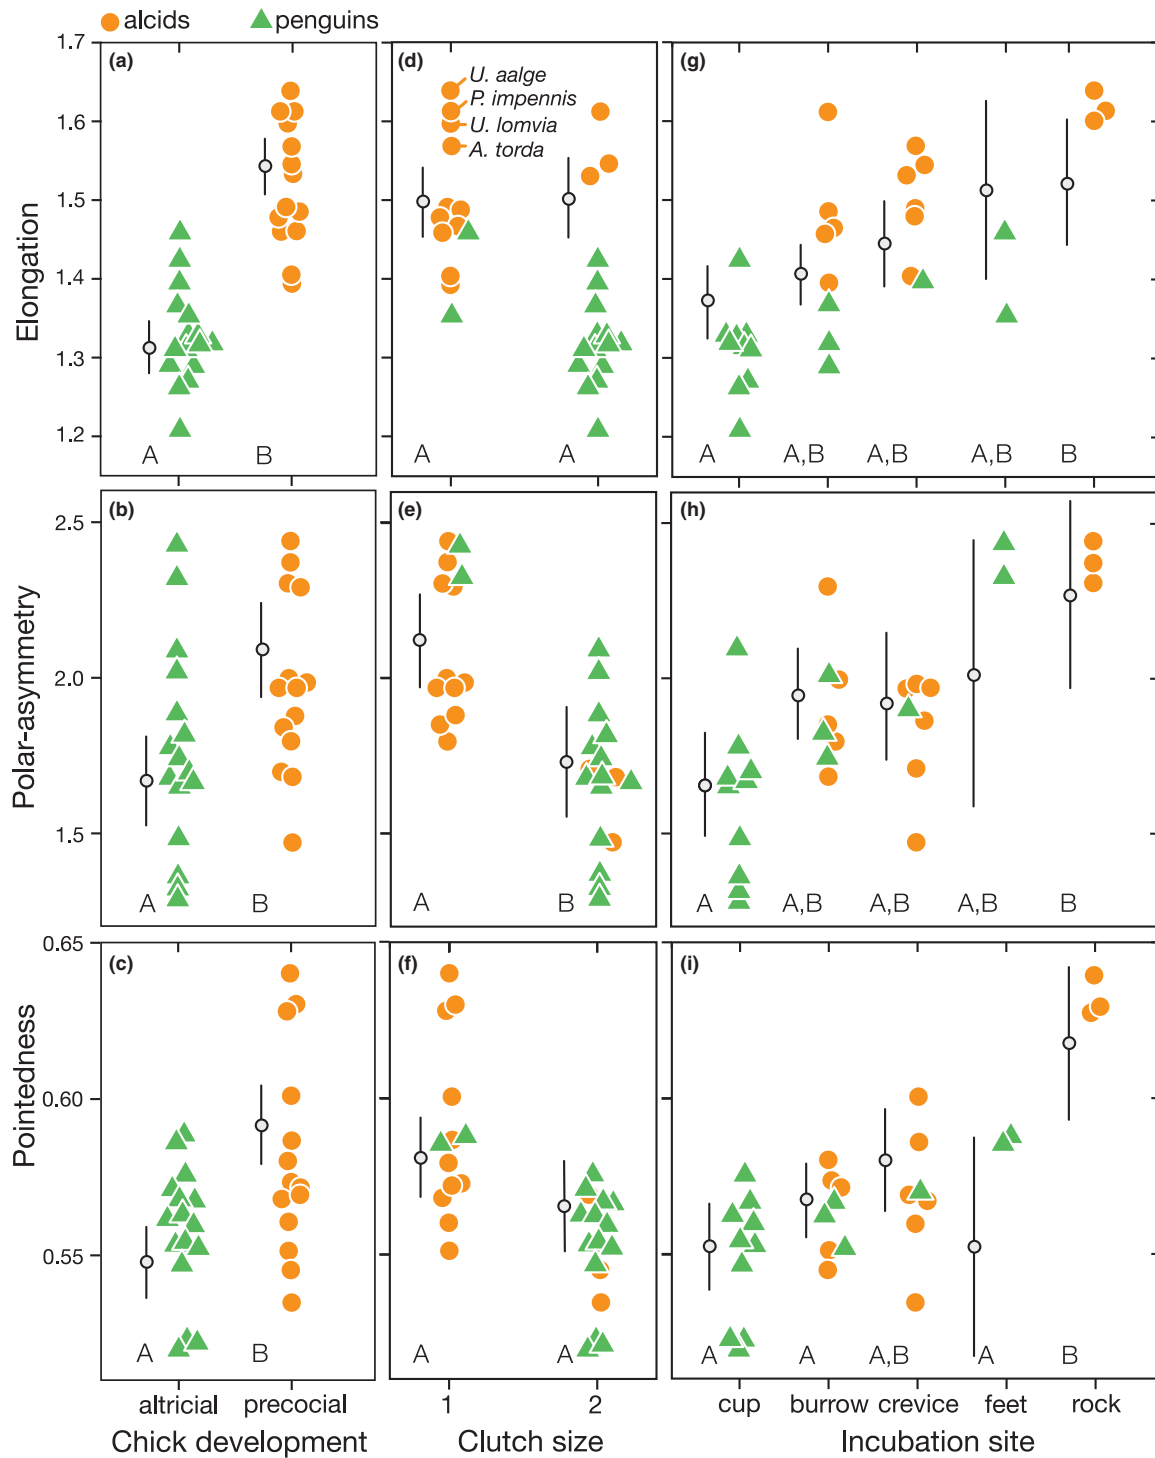 alcids penguins
(a) (d) (g)
1.7
U. aalge
P. impennis
1.6
U. lomvia
A. torda
1.5
Elongation
1.4
1.3
1.2
A B A A A A,B A,B A,B B
(b) (e) (h)
2.5
Polar-asymmetry
2.0
1.5
A B A B A A,B A,B A,B B
0.65
(c) (f) (i)
Pointedness
0.60
0.55
A B A A A A A,B A B
altricial precocial 1 2 cup burrow crevice feet rock
Chick development Clutch size Incubation site